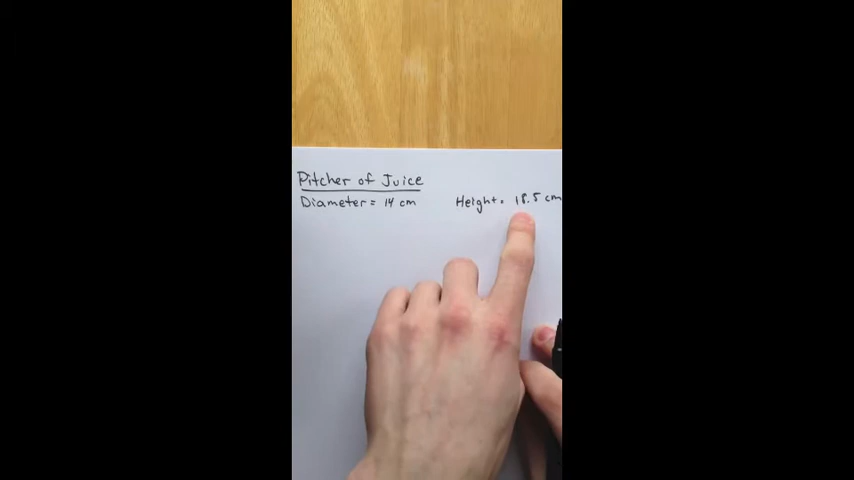 Pitcher of Juice
Diameter = 14 cm Height = 18.5 cm